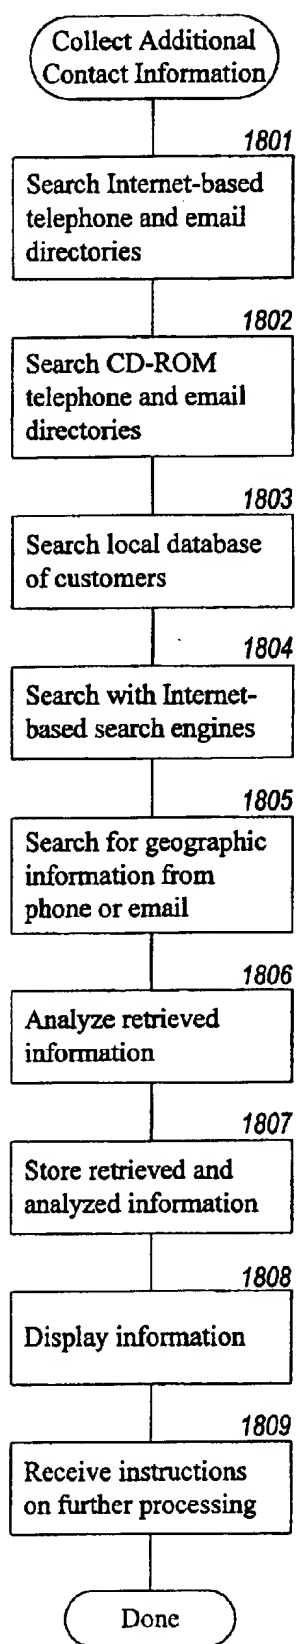 Collect Additional
Contact Information
1801
Search Internet-based
telephone and email
directories
1802
Search CD-ROM
telephone and email
directories
1803
Search local database
of customers
1804
Search with Internet-
based search engines
1805
Search for geographic
information from
phone or email
1806
Analyze retrieved
information
1807
Store retrieved and
analyzed information
1808
Display information
1809
Receive instructions
on further processing
Done